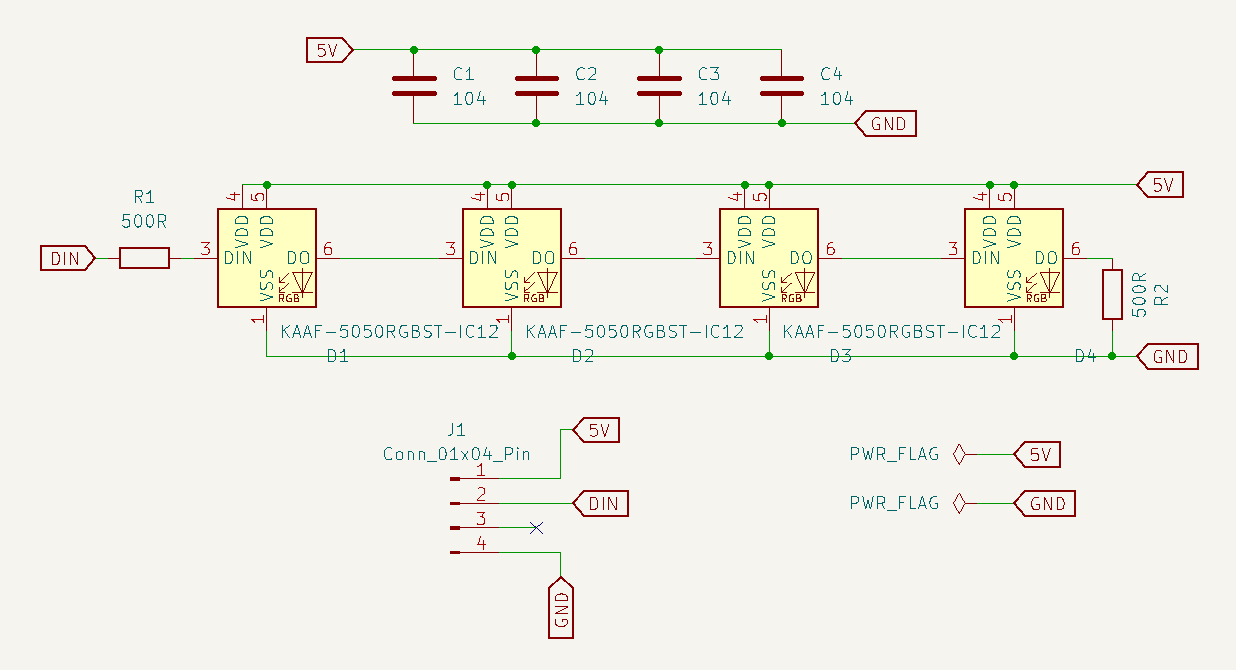 5V
C1
104
C2
104
C3
104
C4
104
GND
R1
500R
DIN
5V
4
5
VDD
VDD
3
DIN
DO
6
VSS
RGB
1
KAAF-5050RGBST-IC12
D1
4
5
VDD
VDD
3
DIN
DO
6
VSS
RGB
1
KAAF-5050RGBST-IC12
D2
4
5
VDD
VDD
3
DIN
DO
6
VSS
RGB
1
KAAF-5050RGBST-IC12
D3
4
5
VDD
VDD
3
DIN
DO
6
VSS
RGB
1
D4
500R
R2
GND
J1
Conn_01x04_Pin
1
5V
2
DIN
3
4
GND
PWR_FLAG
5V
PWR_FLAG
GND